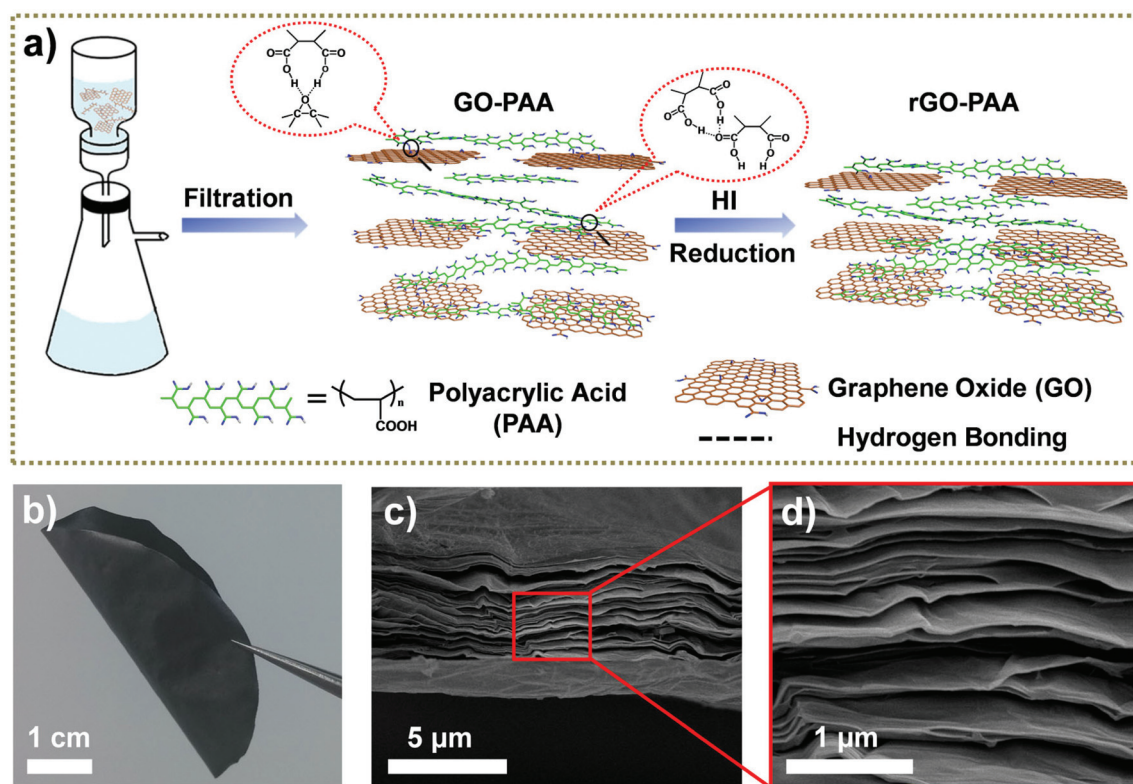 a)
GO-PAA
rGO-PAA
O O
O O
H H
O
O
O
H
O
O H O
O
O O
H H
Filtration
HI
Reduction
= ( )n
COOH
Polyacrylic Acid
(PAA)
Graphene Oxide (GO)
Hydrogen Bonding
b)
1 cm
c)
5 µm
d)
1 µm